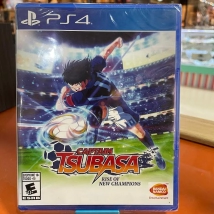 PS4
CAPTAIN
TSUBASA
RISE OF
NEW CHAMPIONS
E
BANDAI
NAMCO